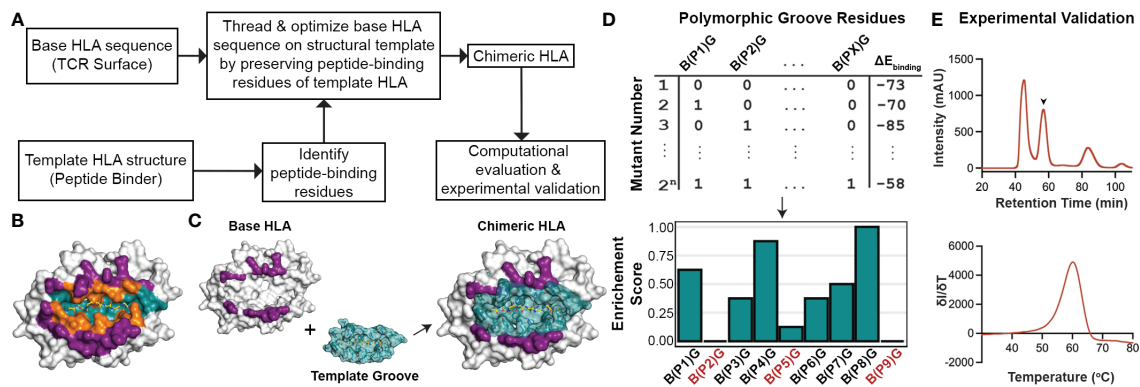 A
Base HLA sequence
(TCR Surface)
Thread & optimize base HLA
sequence on structural template
by preserving peptide-binding
residues of template HLA
Chimeric HLA
Template HLA structure
(Peptide Binder)
Identify
peptide-binding
residues
Computational
evaluation &
experimental validation
B
C
Base HLA
+
Template Groove
Chimeric HLA
D
Polymorphic Groove Residues
B(P1)G B(P2)G ... B(PX)G ΔEbinding
Mutant Number
1 0 0 ... 0 -73
2 1 0 ... 0 -70
3 0 1 ... 0 -85
⋮ ⋮ ⋮ ⋮ ⋮
2ⁿ 1 1 ... 1 -58
Enrichement
Score
1.00
0.75
0.50
0.25
0.00
B(P1)G B(P2)G B(P3)G B(P4)G B(P5)G B(P6)G B(P7)G B(P8)G B(P9)G
E
Experimental Validation
Intensity (mAU)
1500
1000
500
0
20 40 60 80 100
Retention Time (min)
δI/δT
6000
4000
2000
0
-2000
40 60 70 80
Temperature (°C)